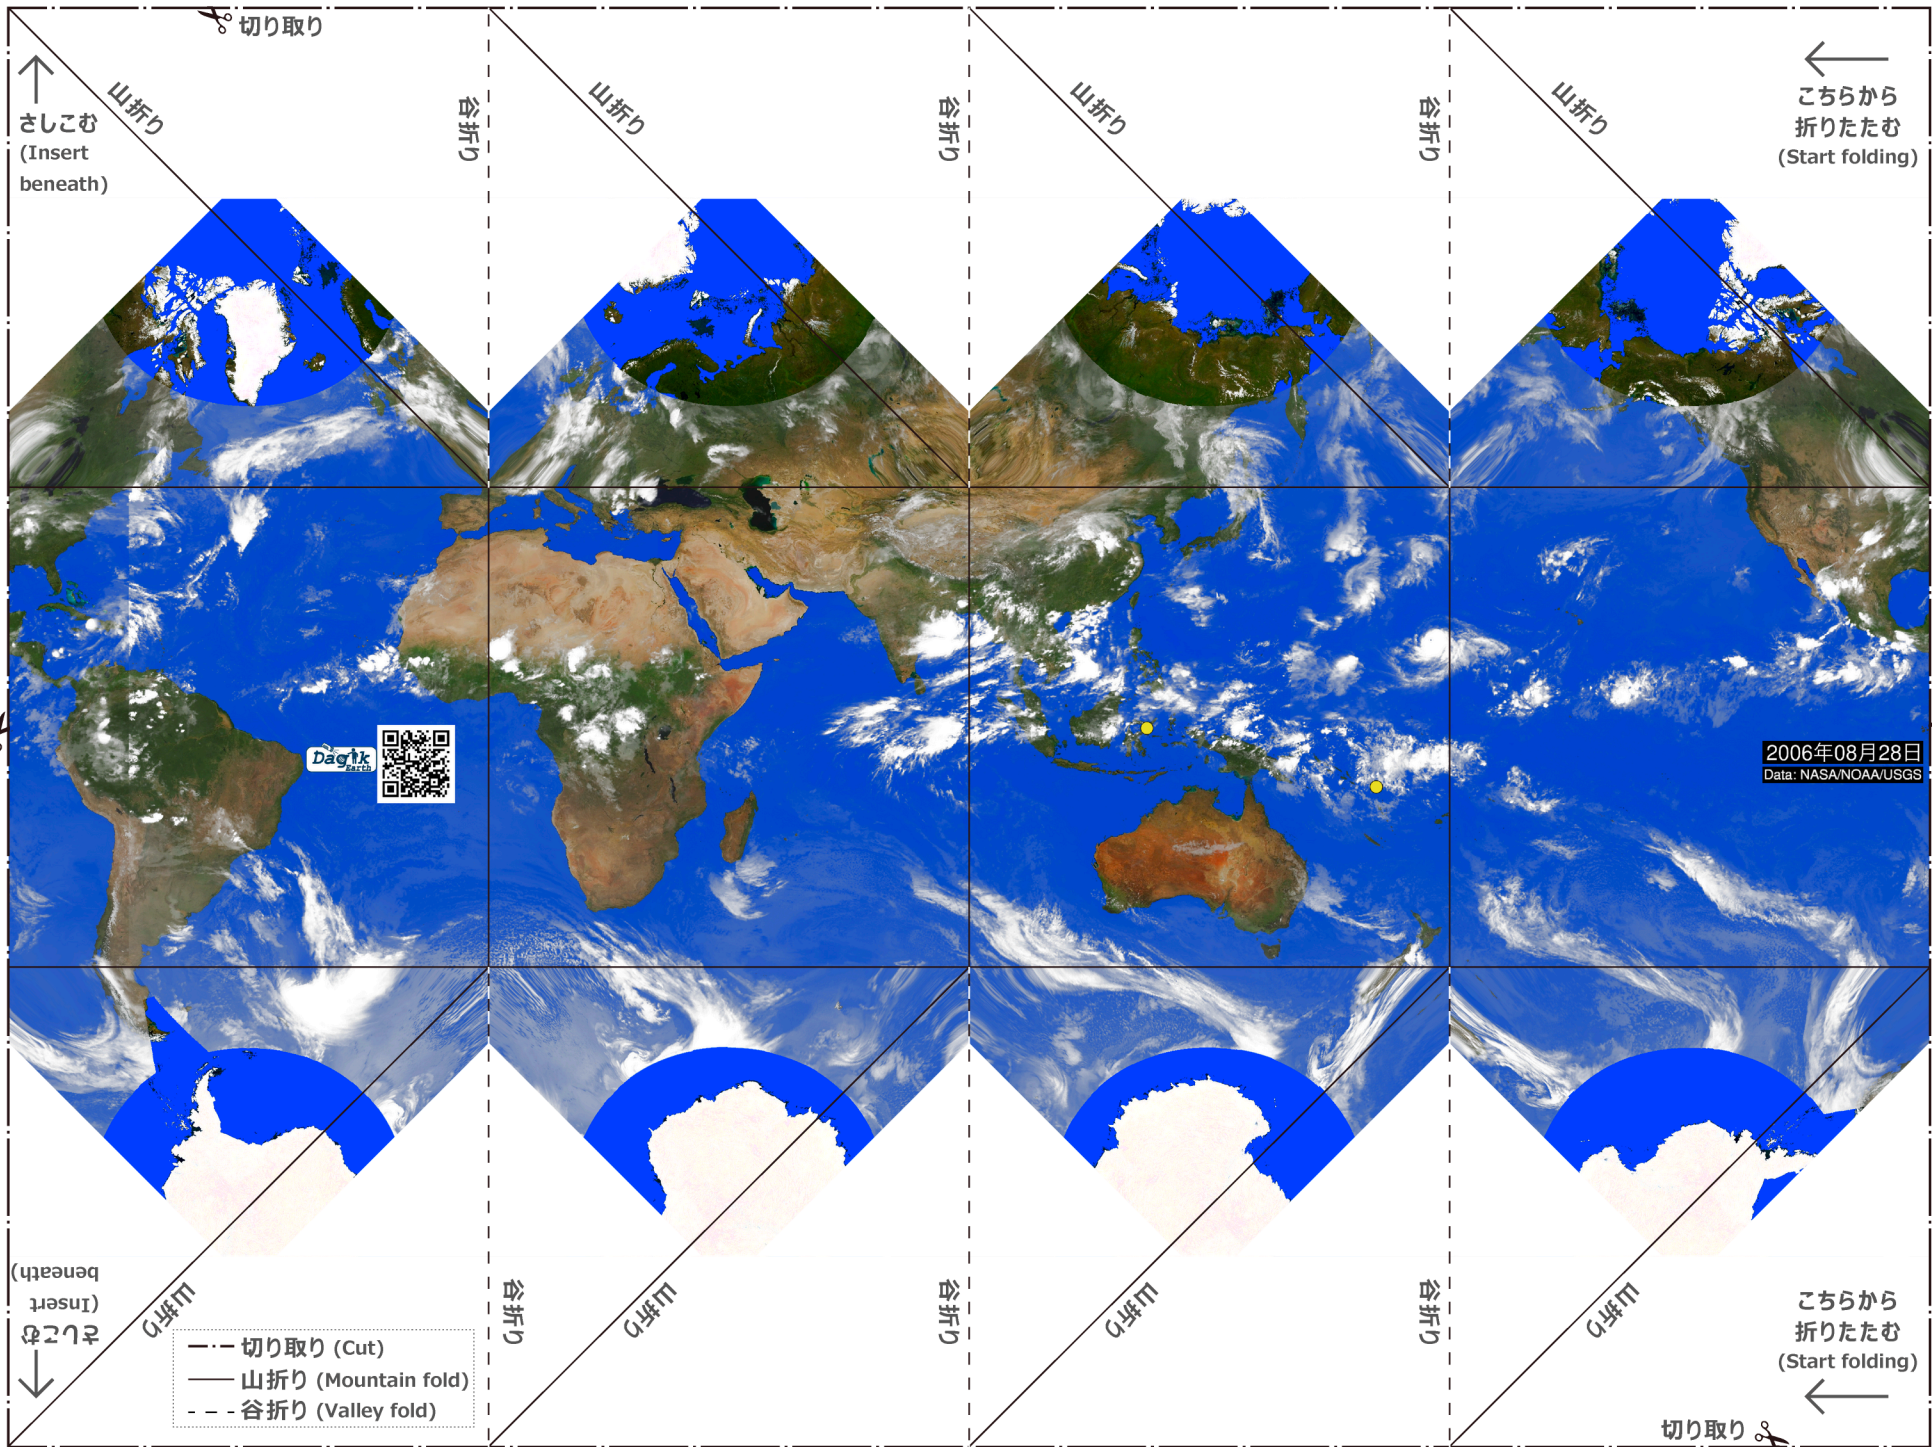 切り取り
さしこむ
(Insert
beneath)
山折り
谷折り
山折り
谷折り
山折り
谷折り
山折り
こちらから
折りたたむ
(Start folding)
Dagik
Earth
2006年08月28日
Data: NASA/NOAA/USGS
さしこむ
(Insert
beneath)
山折り
谷折り
山折り
谷折り
山折り
谷折り
山折り
こちらから
折りたたむ
(Start folding)
切り取り (Cut)
山折り (Mountain fold)
谷折り (Valley fold)
切り取り